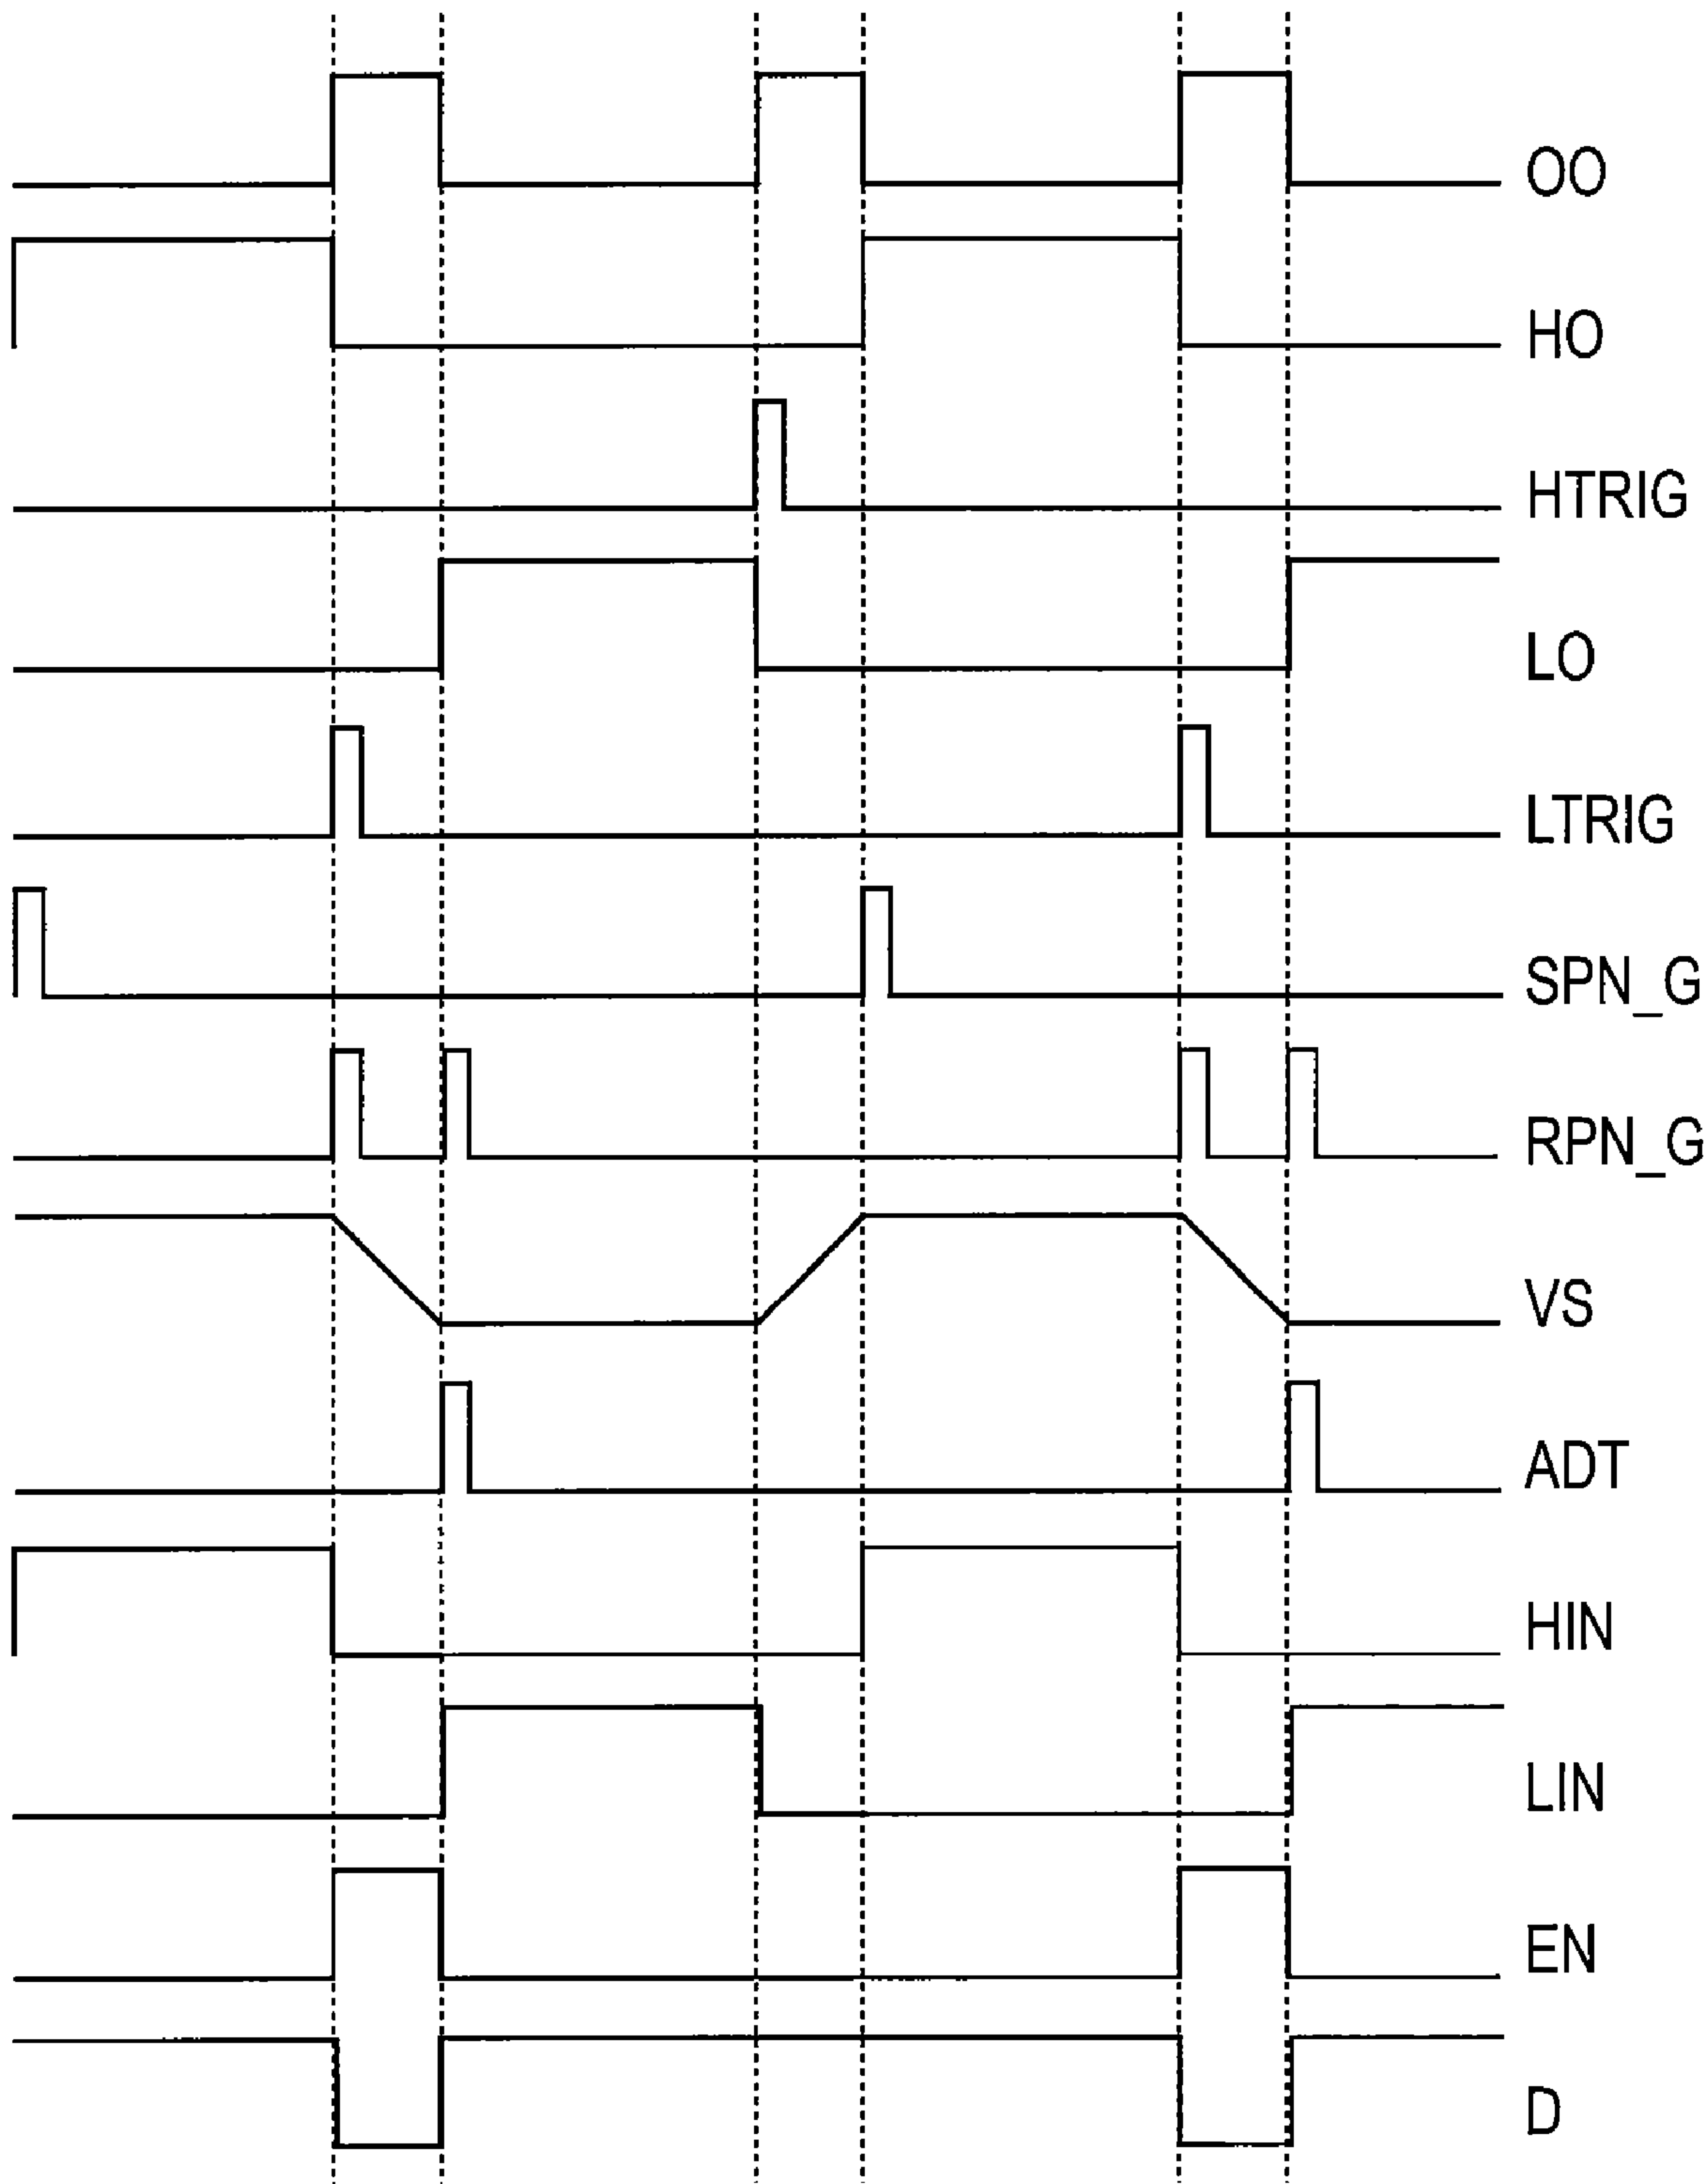 OO
HO
HTRIG
LO
LTRIG
SPN_G
RPN_G
VS
ADT
HIN
LIN
EN
D